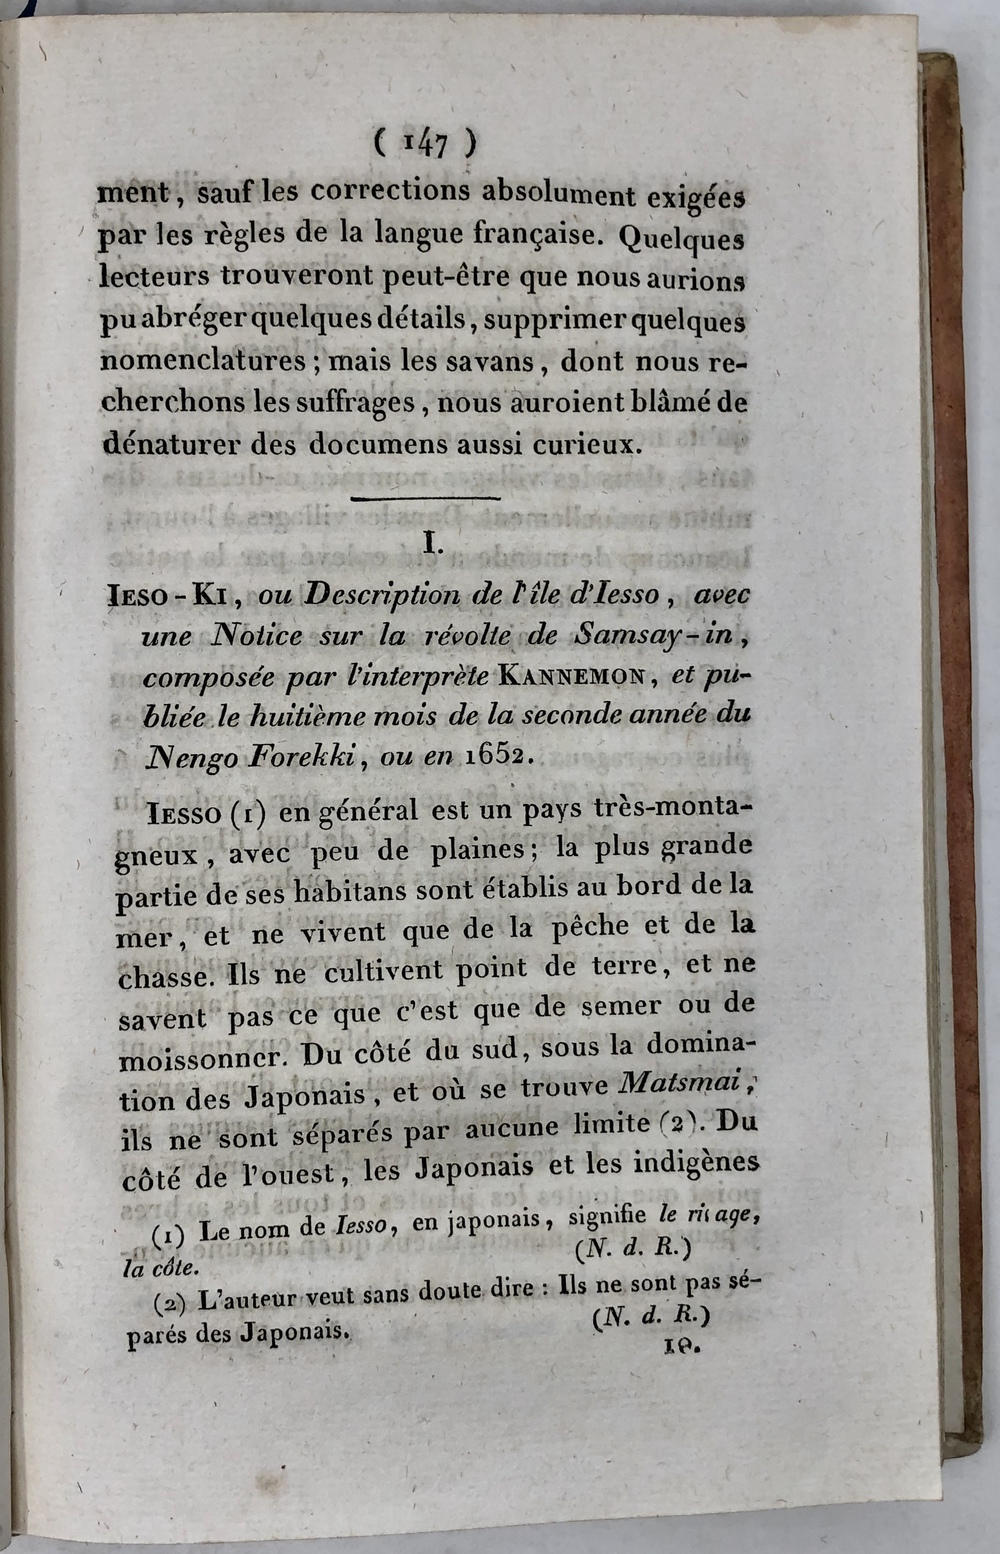 ( 147 )
ment, sauf les corrections absolument exigées
par les règles de la langue française. Quelques
lecteurs trouveront peut-être que nous aurions
pu abréger quelques détails, supprimer quelques
nomenclatures ; mais les savans, dont nous re-
cherchons les suffrages, nous auroient blâmé de
dénaturer des documens aussi curieux.
I.
IESO-KI, ou Description de l'île d'Iesso, avec
une Notice sur la révolte de Samsay-in,
composée par l'interprète KANNEMON, et pu-
bliée le huitième mois de la seconde année du
Nengo Forekki, ou en 1652.
IESSO (1) en général est un pays très-monta-
gneux, avec peu de plaines; la plus grande
partie de ses habitans sont établis au bord de la
mer, et ne vivent que de la pêche et de la
chasse. Ils ne cultivent point de terre, et ne
savent pas ce que c'est que de semer ou de
moissonner. Du côté du sud, sous la domina-
tion des Japonais, et où se trouve Matsmai,
ils ne sont séparés par aucune limite (2). Du
côté de l'ouest, les Japonais et les indigènes
(1) Le nom de Iesso, en japonais, signifie le rivage,
la côte. (N. d. R.)
(2) L'auteur veut sans doute dire : Ils ne sont pas sé-
parés des Japonais. (N. d. R.)
10.